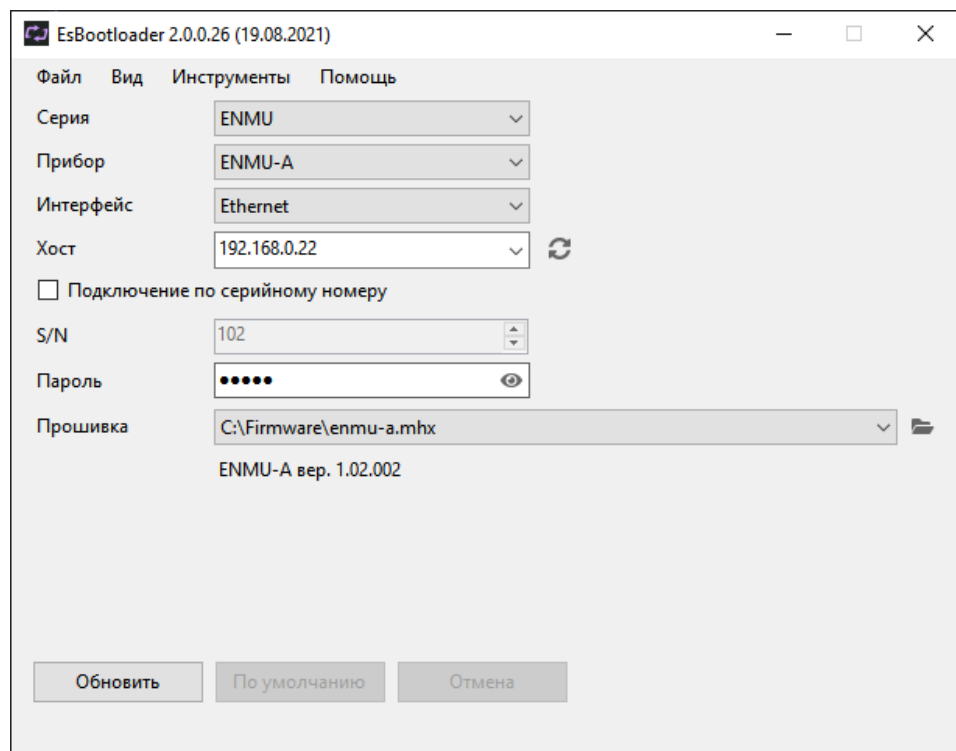 EsBootloader 2.0.0.26 (19.08.2021)
Файл Вид Инструменты Помощь
Серия ENMU
Прибор ENMU-A
Интерфейс Ethernet
Хост 192.168.0.22
Подключение по серийному номеру
S/N 102
Пароль •••••
Прошивка C:\Firmware\enmu-a.mhx
ENMU-A вер. 1.02.002
Обновить По умолчанию Отмена